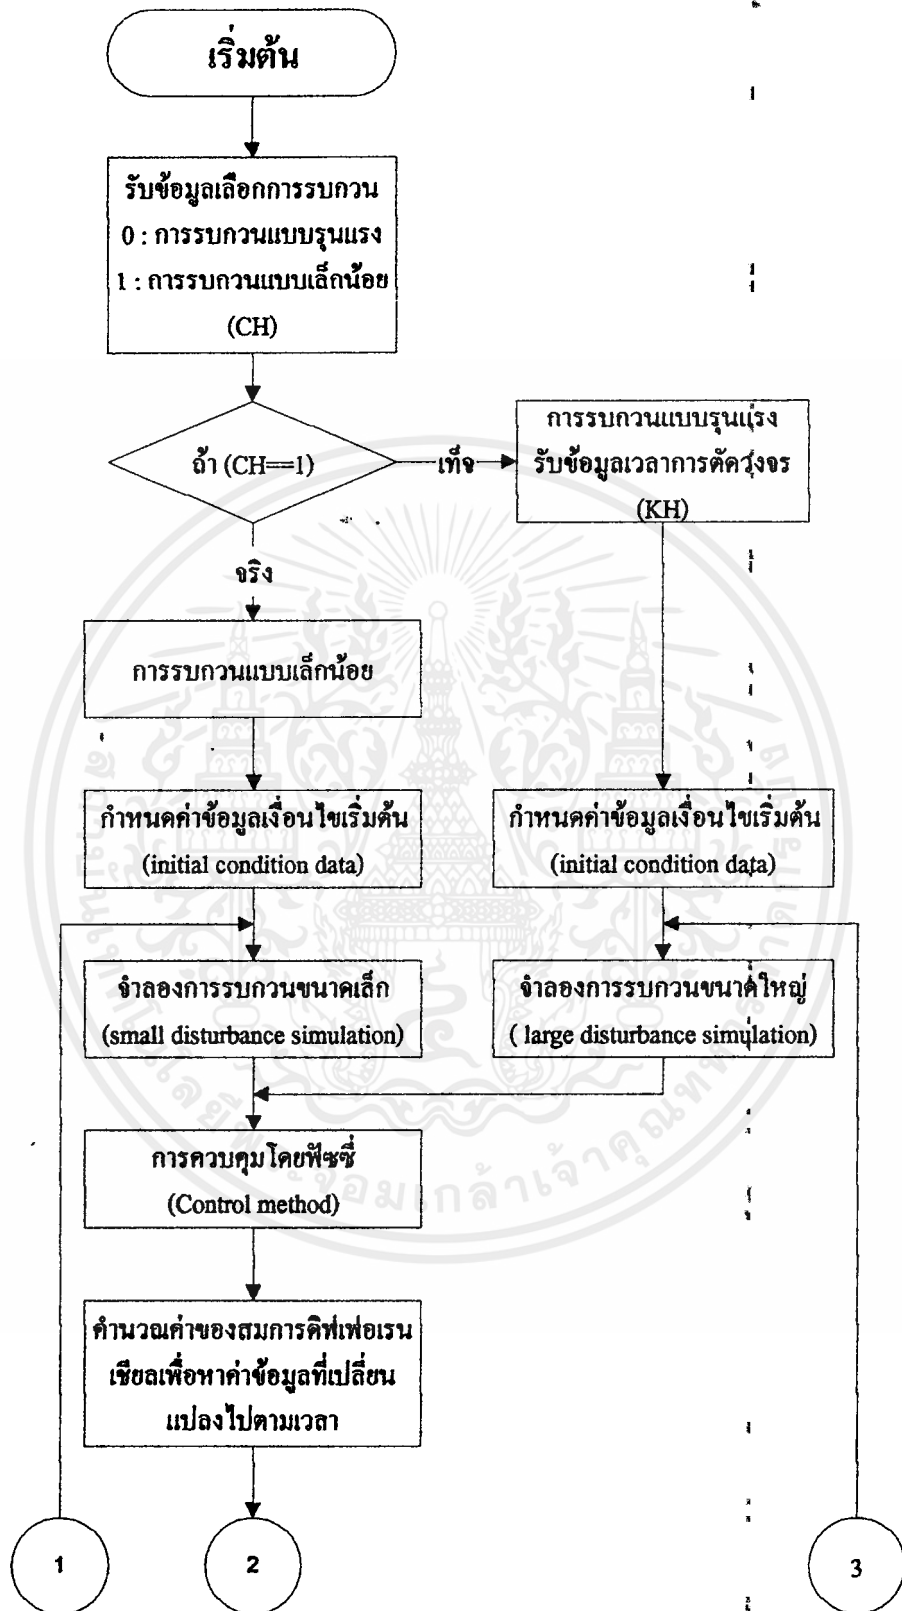 เริ่มต้น
รับข้อมูลเลือกการรบกวน
0 : การรบกวนแบบรุนแรง
1 : การรบกวนแบบเล็กน้อย
(CH)
ถ้า (CH==1)
เท็จ
การรบกวนแบบรุนแรง
รับข้อมูลเวลาการตัดวงจร
(KH)
จริง
การรบกวนแบบเล็กน้อย
กำหนดค่าข้อมูลเงื่อนไขเริ่มต้น
(initial condition data)
กำหนดค่าข้อมูลเงื่อนไขเริ่มต้น
(initial condition data)
จำลองการรบกวนขนาดเล็ก
(small disturbance simulation)
จำลองการรบกวนขนาดใหญ่
( large disturbance simulation)
การควบคุมโดยฟัซซี่
(Control method)
คำนวณค่าของสมการดิฟเฟอเรน
เชียลเพื่อหาค่าข้อมูลที่เปลี่ยน
แปลงไปตามเวลา
1
2
3